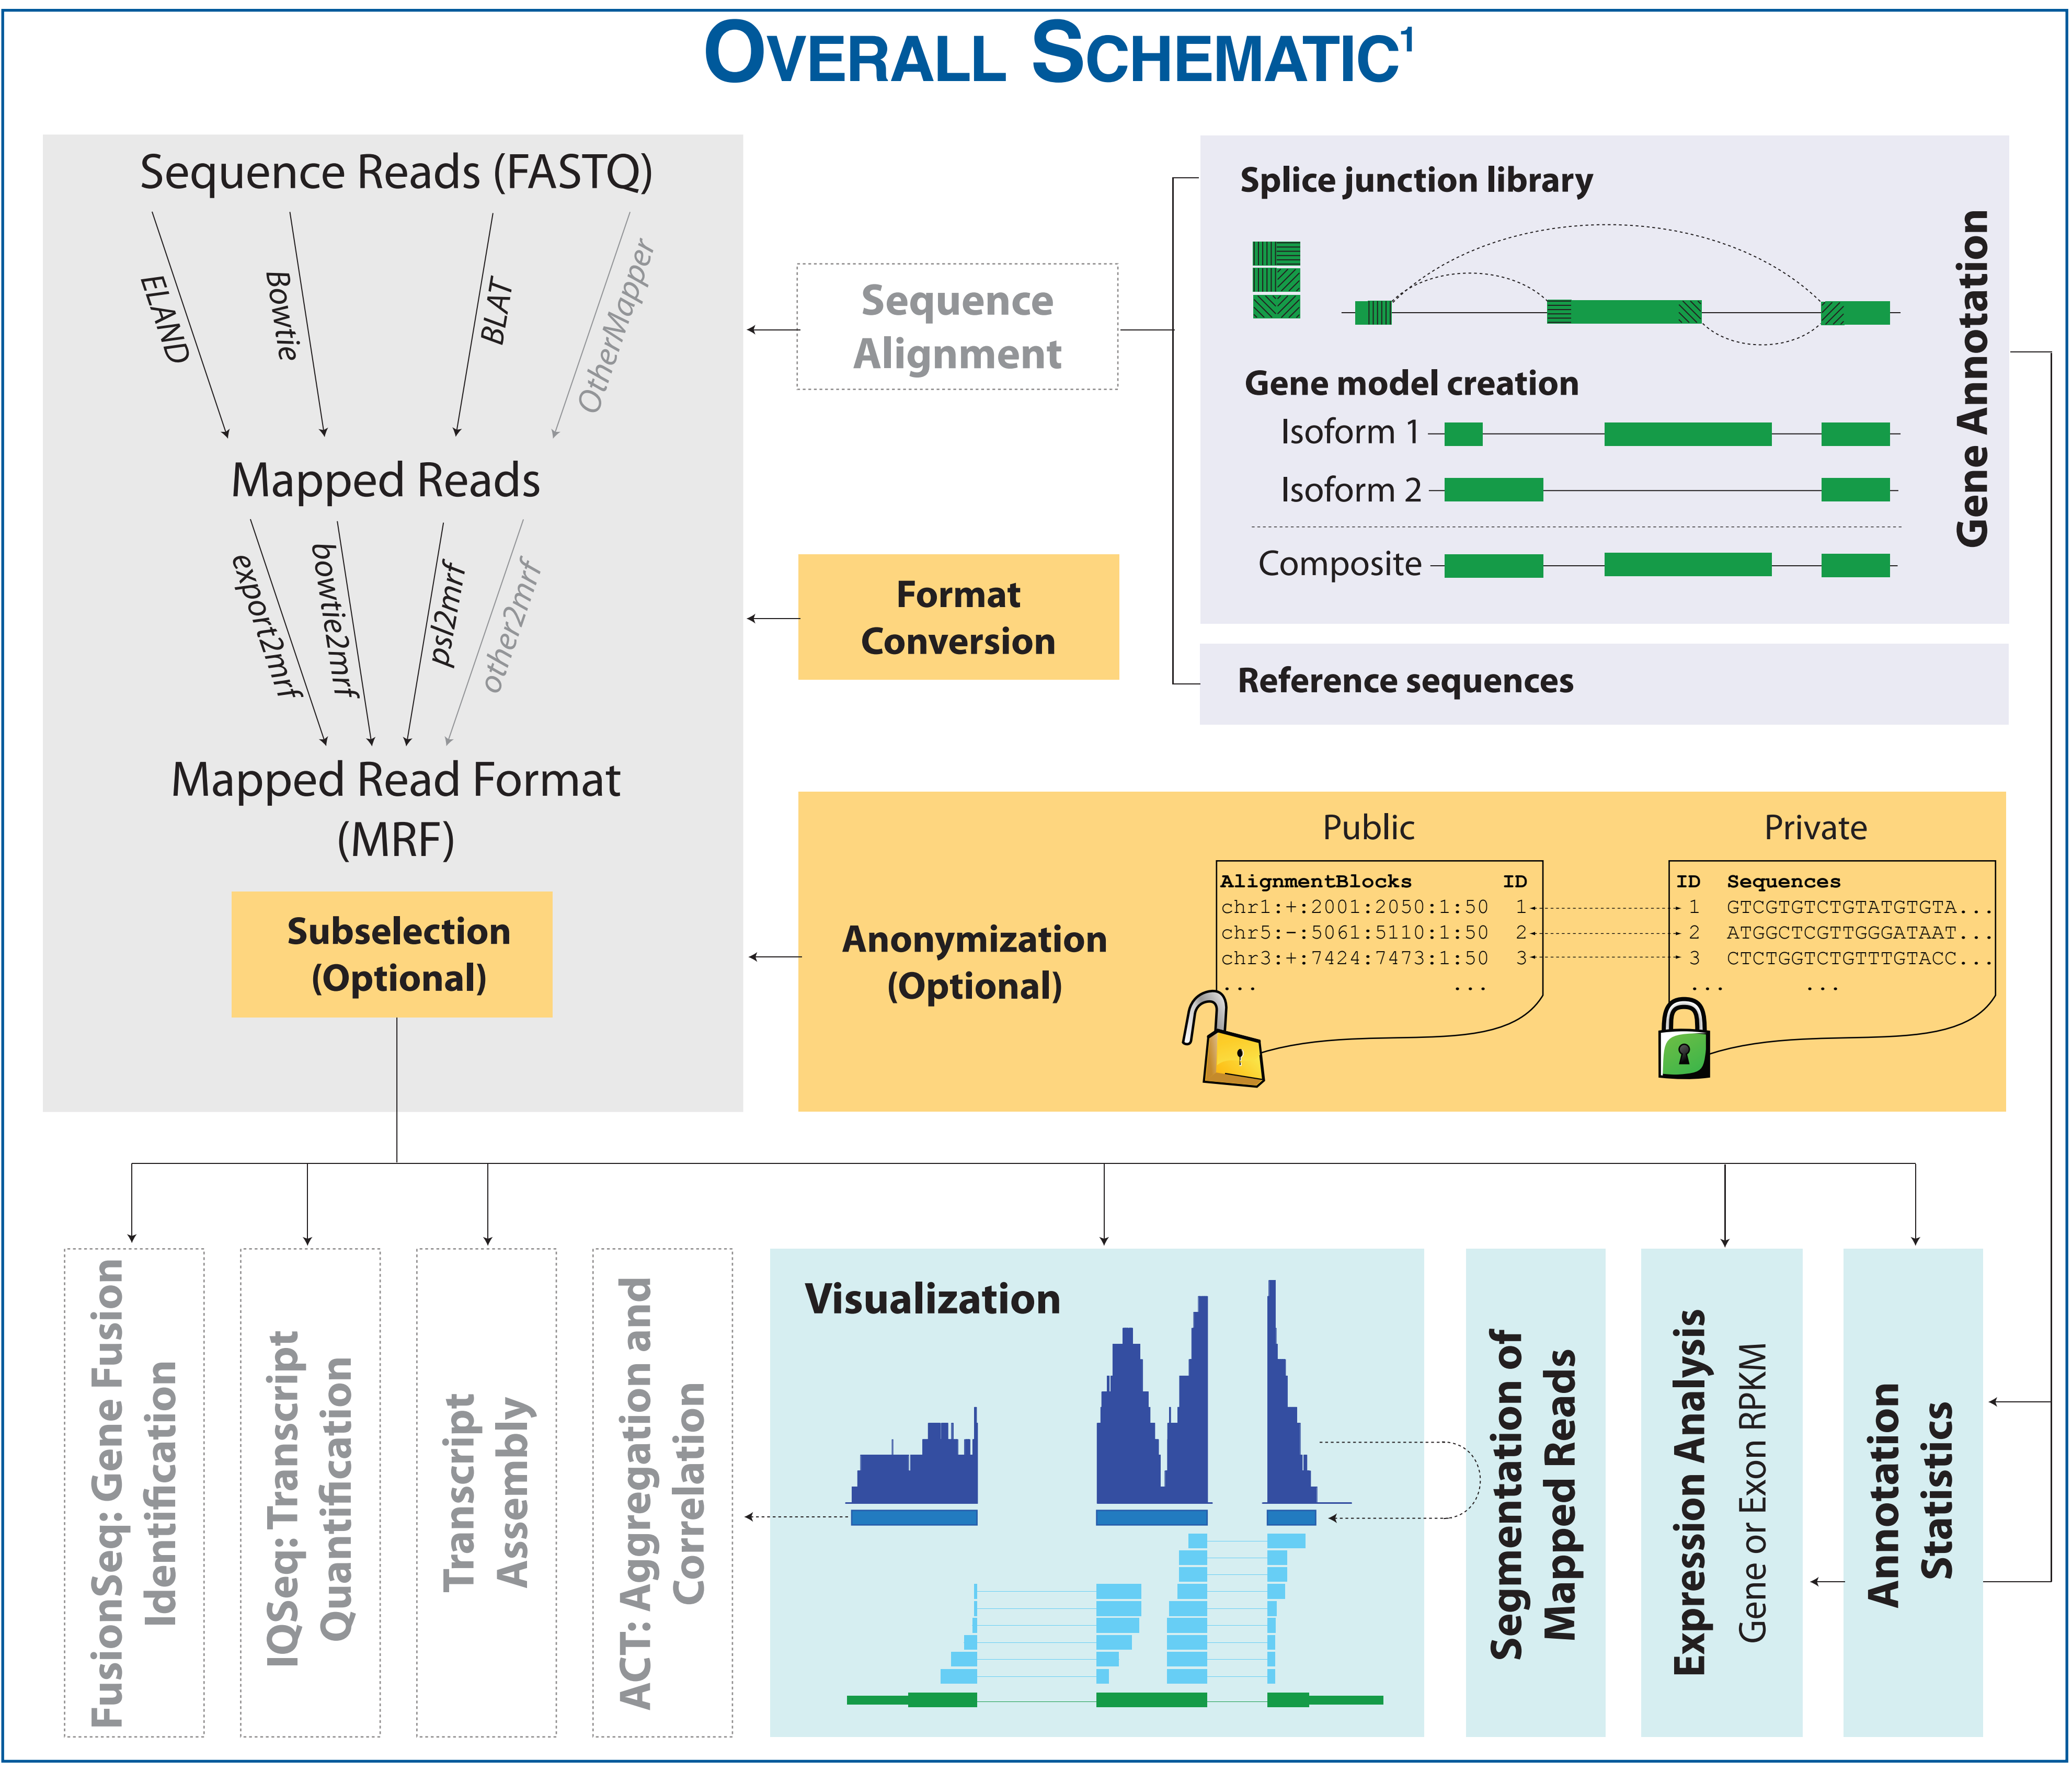 OVERALL SCHEMATIC1
Sequence Reads (FASTQ)
ELAND
Bowtie
BLAT
OtherMapper
Mapped Reads
export2mrf
bowtie2mrf
psl2mrf
other2mrf
Mapped Read Format
(MRF)
Subselection
(Optional)
Sequence
Alignment
Format
Conversion
Splice junction library
Gene model creation
Isoform 1
Isoform 2
Composite
Gene Annotation
Reference sequences
Anonymization
(Optional)
Public
AlignmentBlocks ID
chr1:+:2001:2050:1:50 1
chr5:-:5061:5110:1:50 2
chr3:+:7424:7473:1:50 3
... ...
Private
ID Sequences
1 GTCGTGTCTGTATGTGTA...
2 ATGGCTCGTTGGGATAAT...
3 CTCTGGTCTGTTTGTACC...
... ...
FusionSeq: Gene Fusion
Identification
IQSeq: Transcript
Quantification
Transcript
Assembly
ACT: Aggregation and
Correlation
Visualization
Segmentation of
Mapped Reads
Expression Analysis
Gene or Exon RPKM
Annotation
Statistics